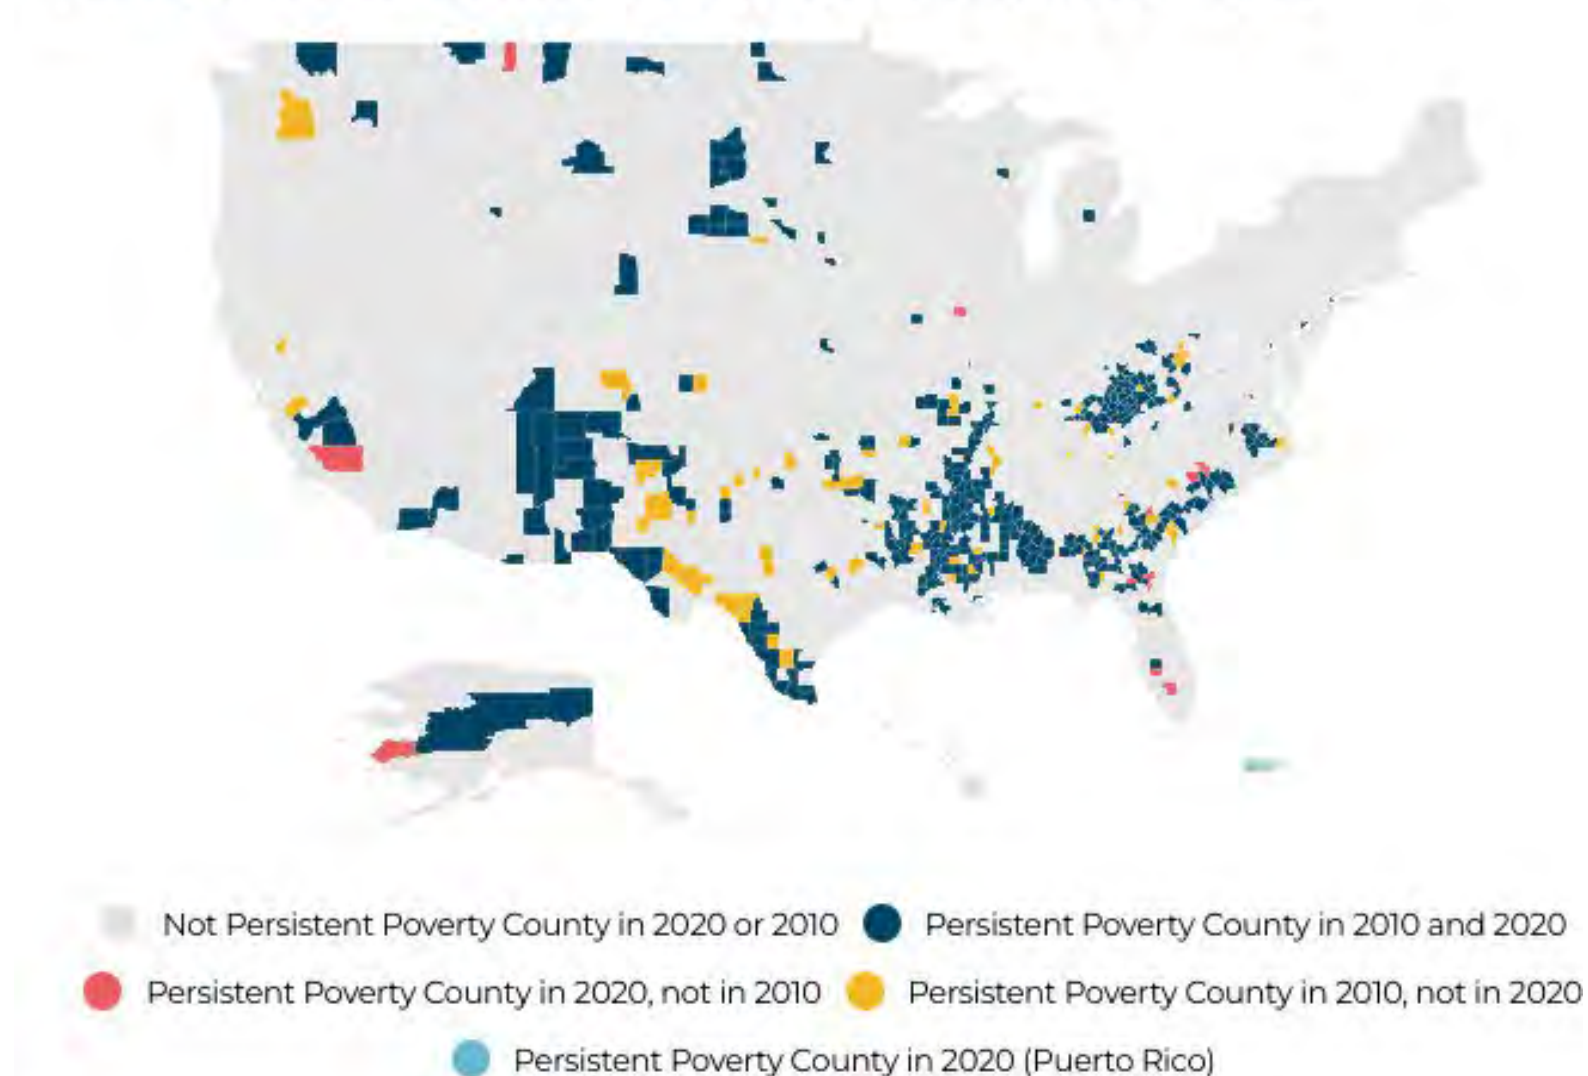 Not Persistent Poverty County in 2020 or 2010 Persistent Poverty County in 2010 and 2020
Persistent Poverty County in 2020, not in 2010 Persistent Poverty County in 2010, not in 2020
Persistent Poverty County in 2020 (Puerto Rico)